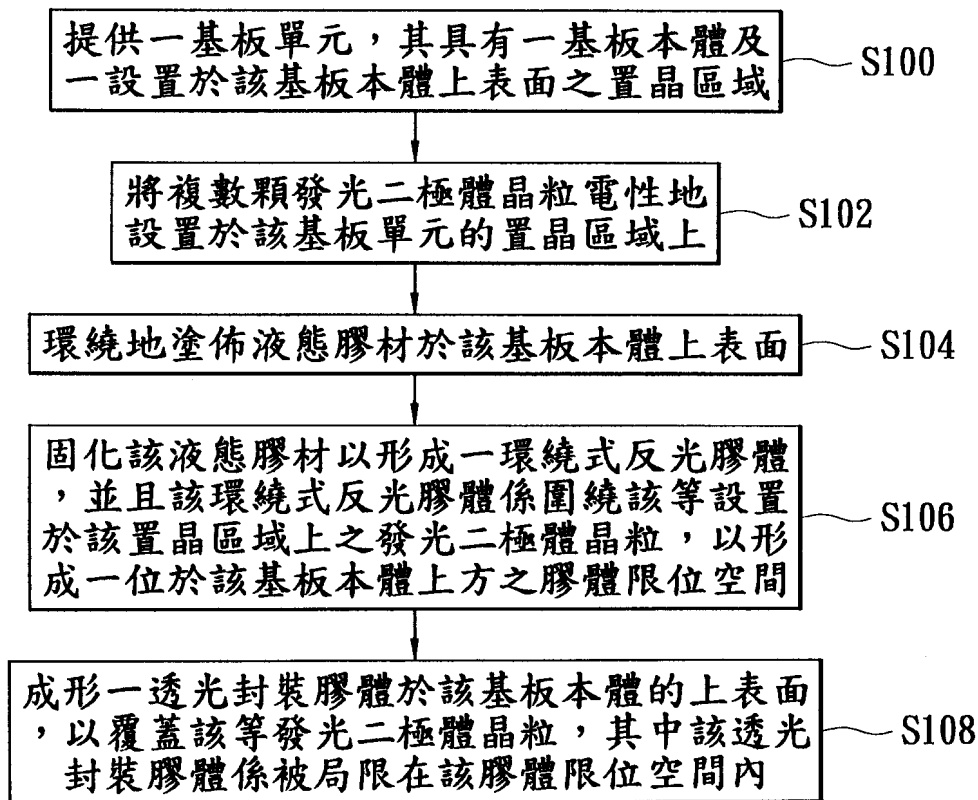 提供一基板單元，其具有一基板本體及
一設置於該基板本體上表面之置晶區域
S100
將複數顆發光二極體晶粒電性地
設置於該基板單元的置晶區域上
S102
環繞地塗佈液態膠材於該基板本體上表面
S104
固化該液態膠材以形成一環繞式反光膠體
，並且該環繞式反光膠體係圍繞該等設置
於該置晶區域上之發光二極體晶粒，以形
成一位於該基板本體上方之膠體限位空間
S106
成形一透光封裝膠體於該基板本體的上表面
，以覆蓋該等發光二極體晶粒，其中該透光
封裝膠體係被局限在該膠體限位空間內
S108